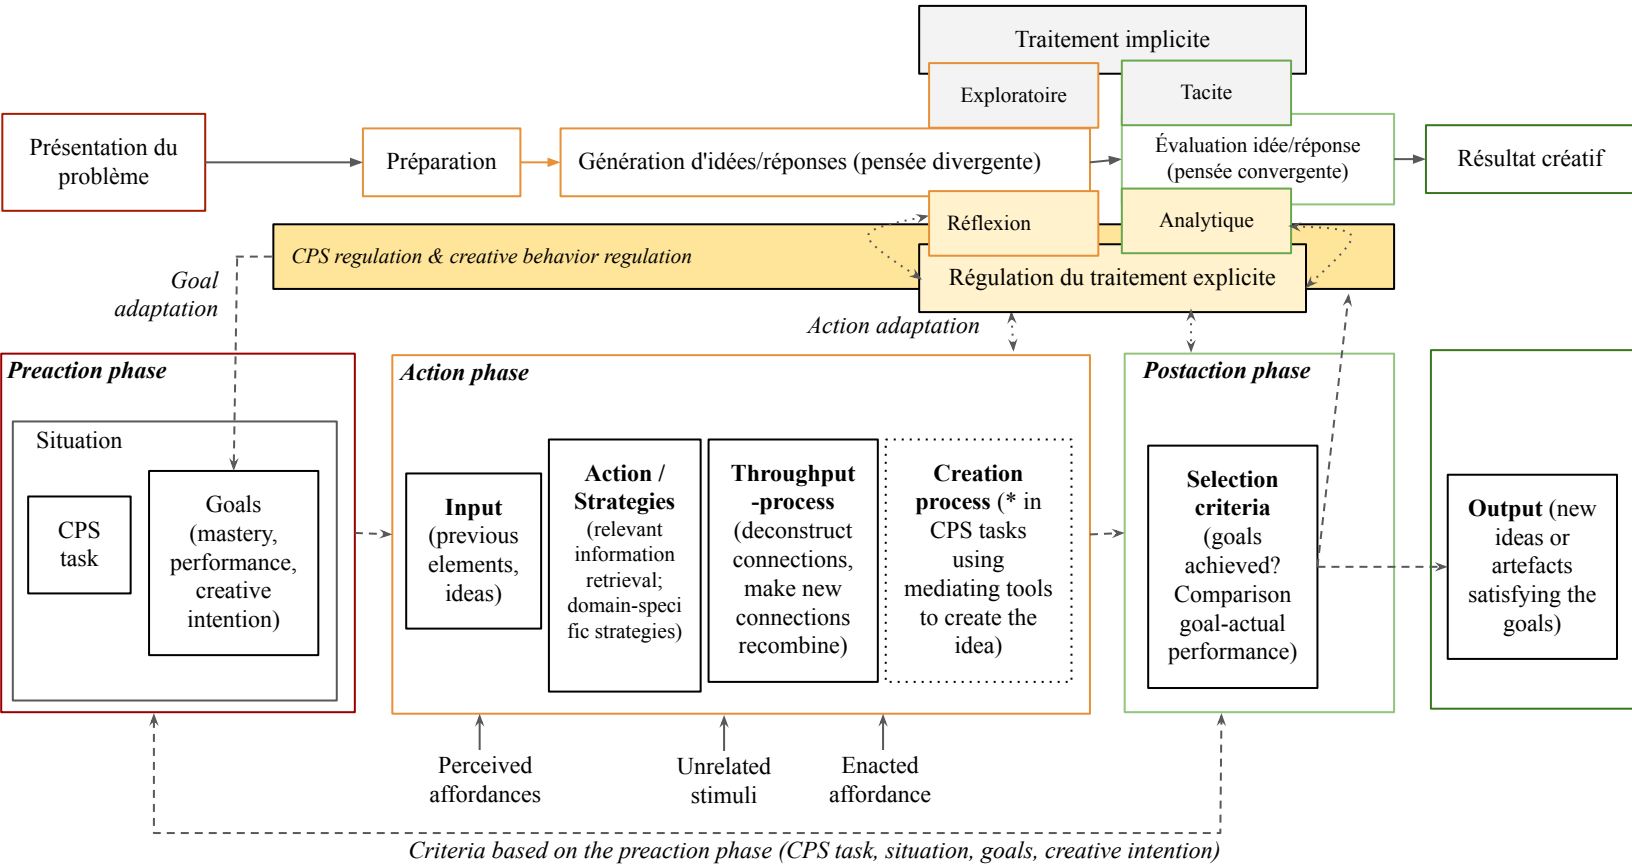 Traitement implicite
Exploratoire
Tacite
Présentation du
problème
Préparation
Génération d'idées/réponses (pensée divergente)
Évaluation idée/réponse
(pensée convergente)
Résultat créatif
Réflexion
Analytique
CPS regulation & creative behavior regulation
Régulation du traitement explicite
Goal
adaptation
Action adaptation
Preaction phase
Situation
CPS
task
Goals
(mastery,
performance,
creative
intention)
Action phase
Input
(previous
elements,
ideas)
Action /
Strategies
(relevant
information
retrieval;
domain-speci
fic strategies)
Throughput
-process
(deconstruct
connections,
make new
connections
recombine)
Creation
process (* in
CPS tasks
using
mediating tools
to create the
idea)
Postaction phase
Selection
criteria
(goals
achieved?
Comparison
goal-actual
performance)
Output (new
ideas or
artefacts
satisfying the
goals)
Perceived
affordances
Unrelated
stimuli
Enacted
affordance
Criteria based on the preaction phase (CPS task, situation, goals, creative intention)